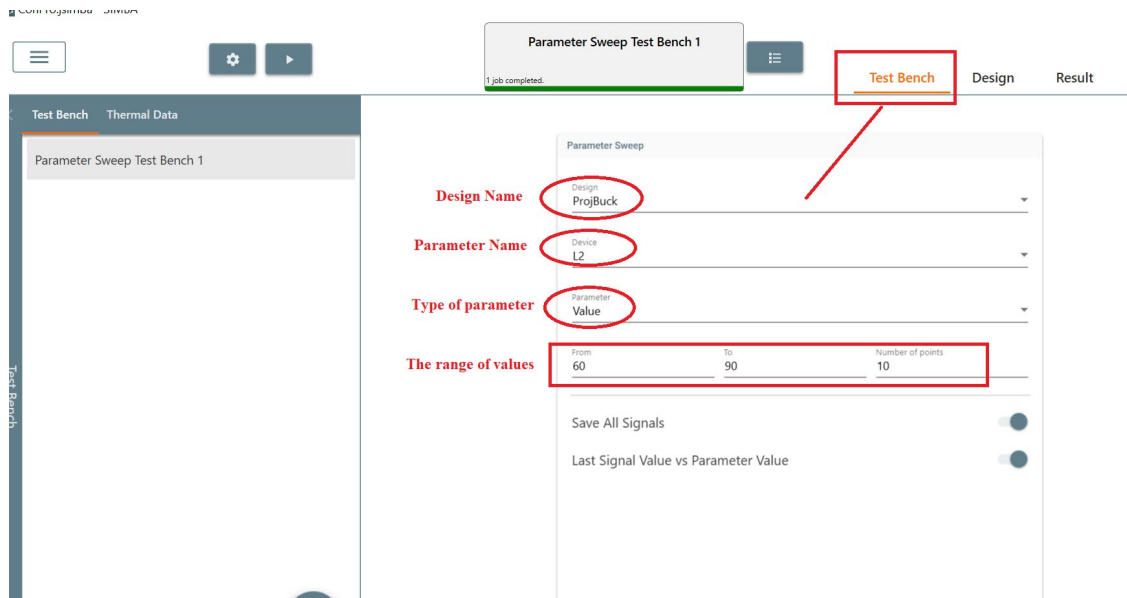 Parameter Sweep Test Bench 1
1 job completed.
Test Bench Design Result
Test Bench Thermal Data
Parameter Sweep Test Bench 1
Parameter Sweep
Design Name
Design
ProjBuck
Parameter Name
Device
L2
Type of parameter
Parameter
Value
The range of values
From To Number of points
60 90 10
Test Bench
Save All Signals
Last Signal Value vs Parameter Value